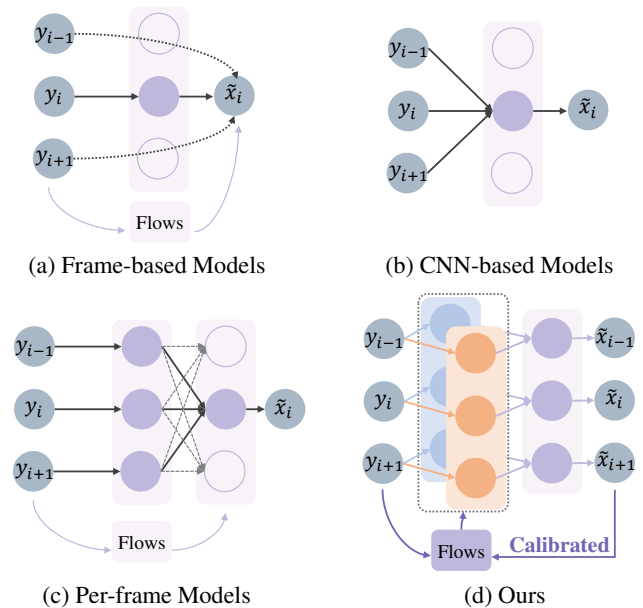 y_{i-1}
y_i
y_{i+1}
x̃_i
Flows
(a) Frame-based Models
y_{i-1}
y_i
y_{i+1}
x̃_i
(b) CNN-based Models
y_{i-1}
y_i
y_{i+1}
x̃_i
Flows
(c) Per-frame Models
y_{i-1}
y_i
y_{i+1}
x̃_{i-1}
x̃_i
x̃_{i+1}
Flows
Calibrated
(d) Ours